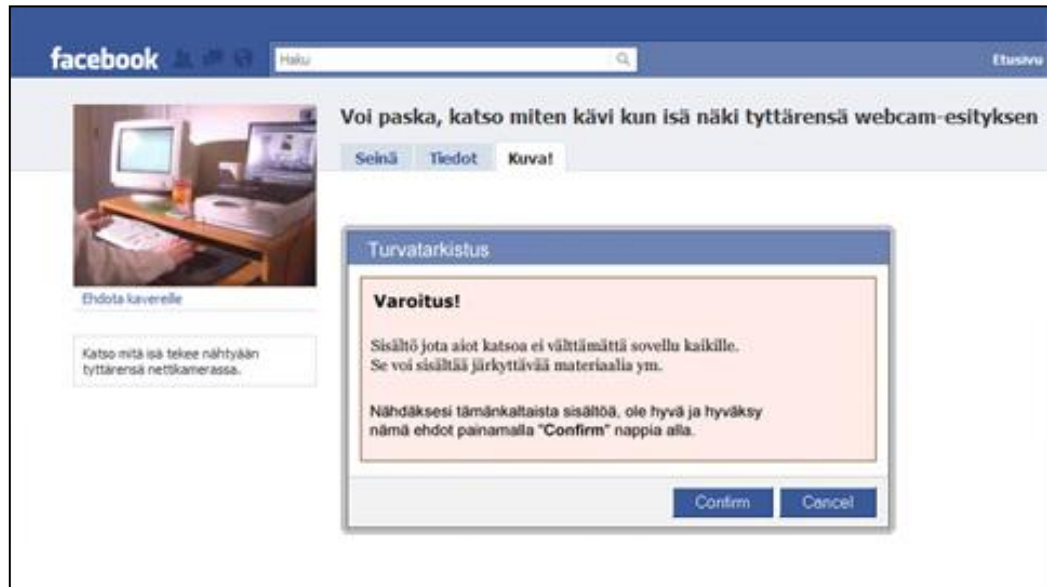 facebook
Haku
Etusivu
Voi paska, katso miten kävi kun isä näki tyttärensä webcam-esityksen
Seinä Tiedot Kuva!
Turvatarkistus
Varoitus!
Sisältö jota aiot katsoa ei välttämättä sovellu kaikille.
Se voi sisältää järkyttävää materiaalia ym.
Nähdäksesi tämänkaltaista sisältöä, ole hyvä ja hyväksy
nämä ehdot painamalla "Confirm" nappia alla.
Confirm Cancel
Ehdota kavereille
Katso mitä isä tekee nähtyään
tyttärensä nettikamerassa.